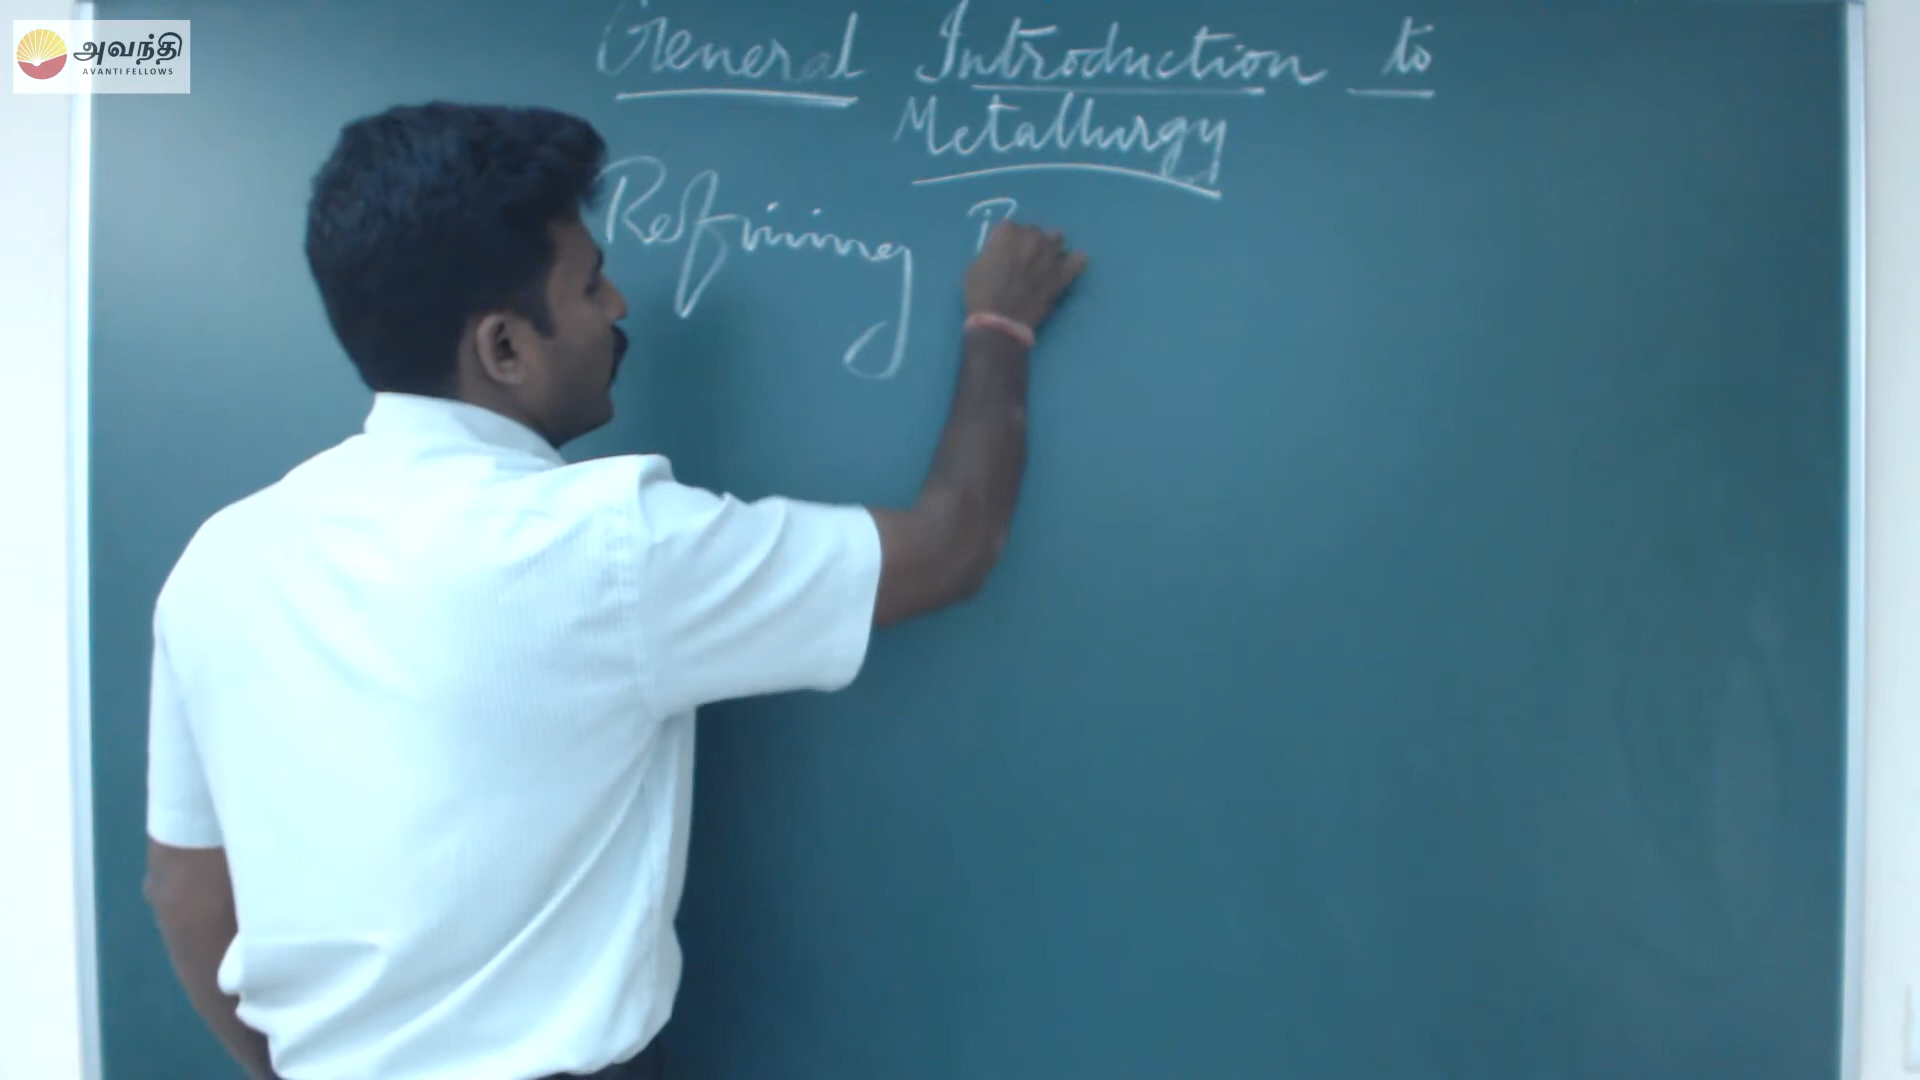 அவந்தி
AVANTI FELLOWS
General Introduction to
Metallurgy
Refining